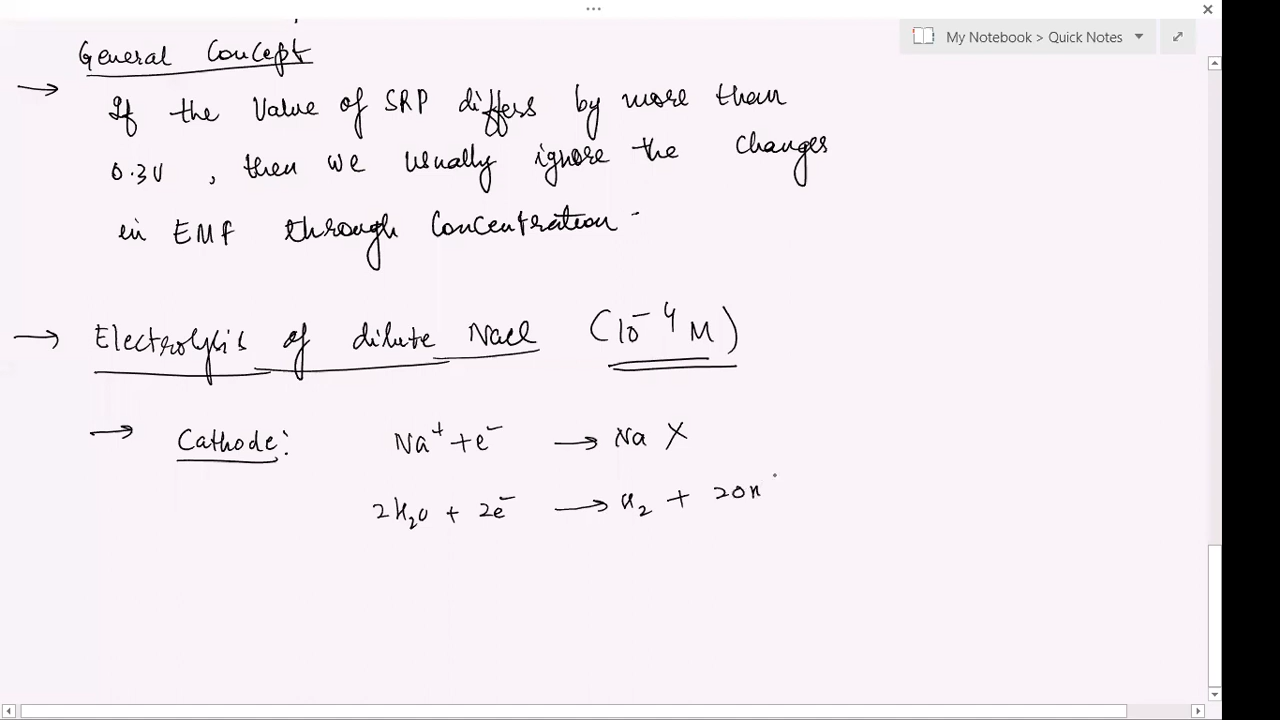 My Notebook > Quick Notes
General Concept
→ If the value of SRP differs by more than
0.3V, then we usually ignore the changes
in EMF through concentration.
→ Electrolysis of dilute NaCl (10⁻⁴ M)
→ Cathode: Na⁺ + e⁻ → Na X
2H₂O + 2e⁻ → H₂ + 2OH